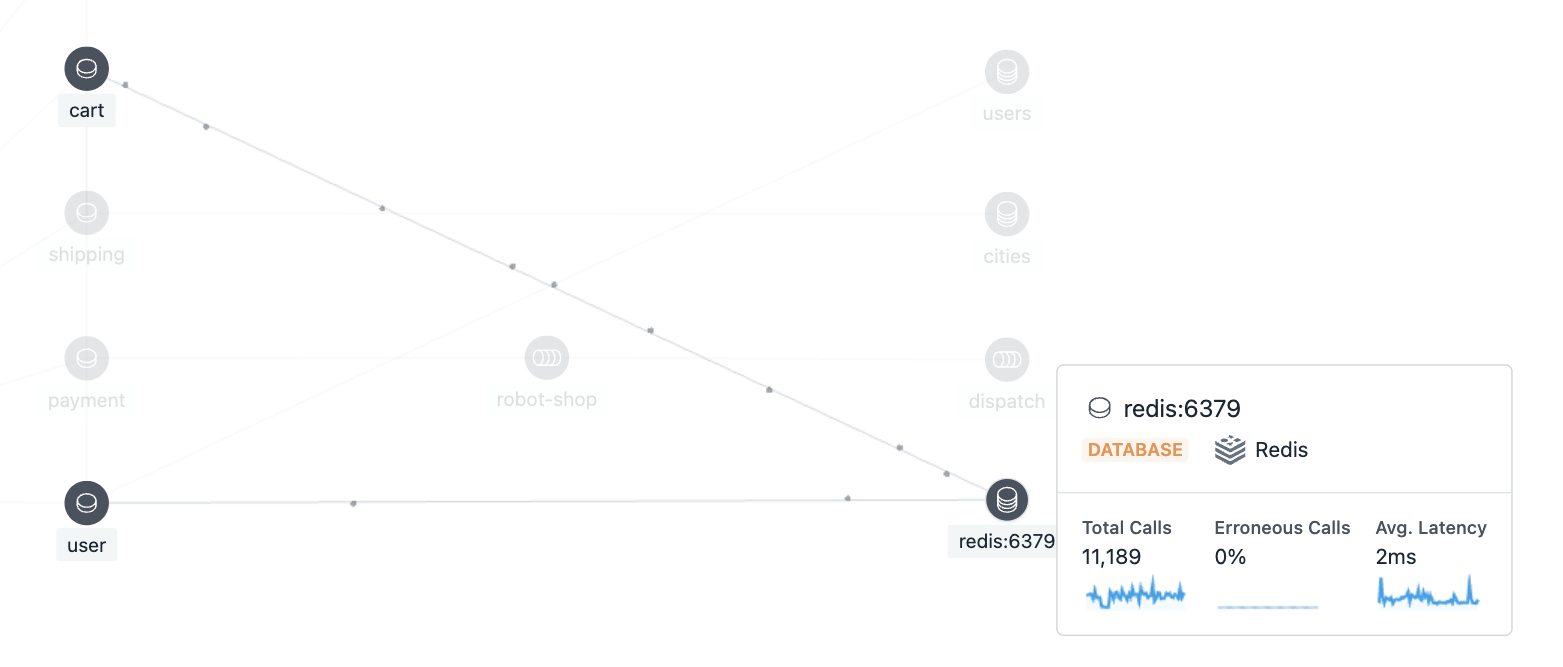 cart
users
shipping
cities
robot-shop
payment
dispatch
user
redis:6379
redis:6379
DATABASE
Redis
Total Calls
Erroneous Calls
Avg. Latency
11,189
0%
2ms